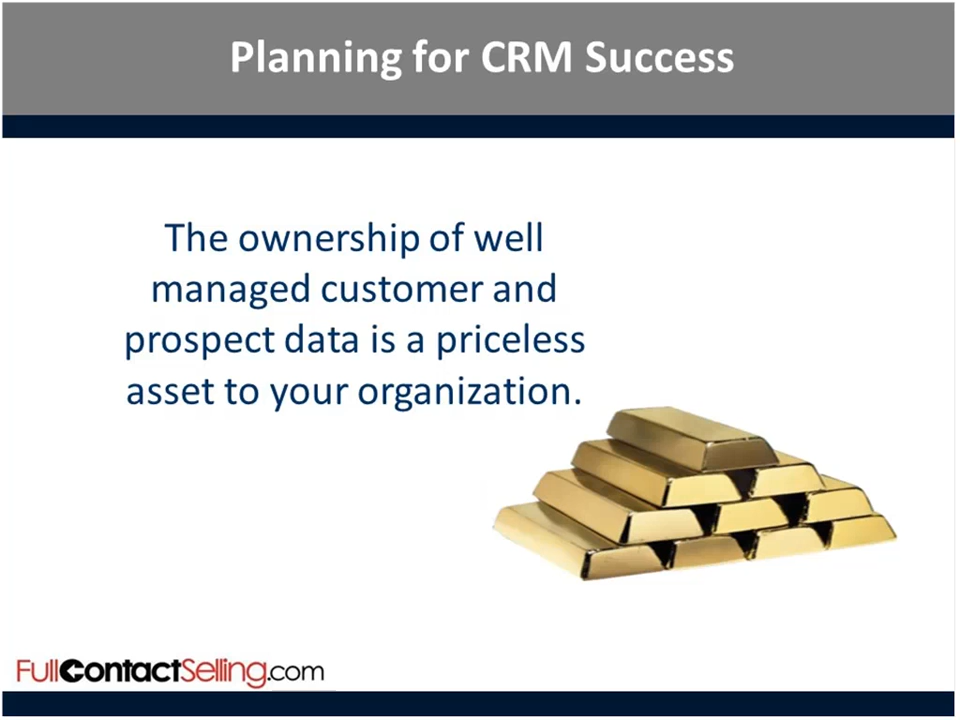 Planning for CRM Success
The ownership of well
managed customer and
prospect data is a priceless
asset to your organization.
FullContactSelling.com